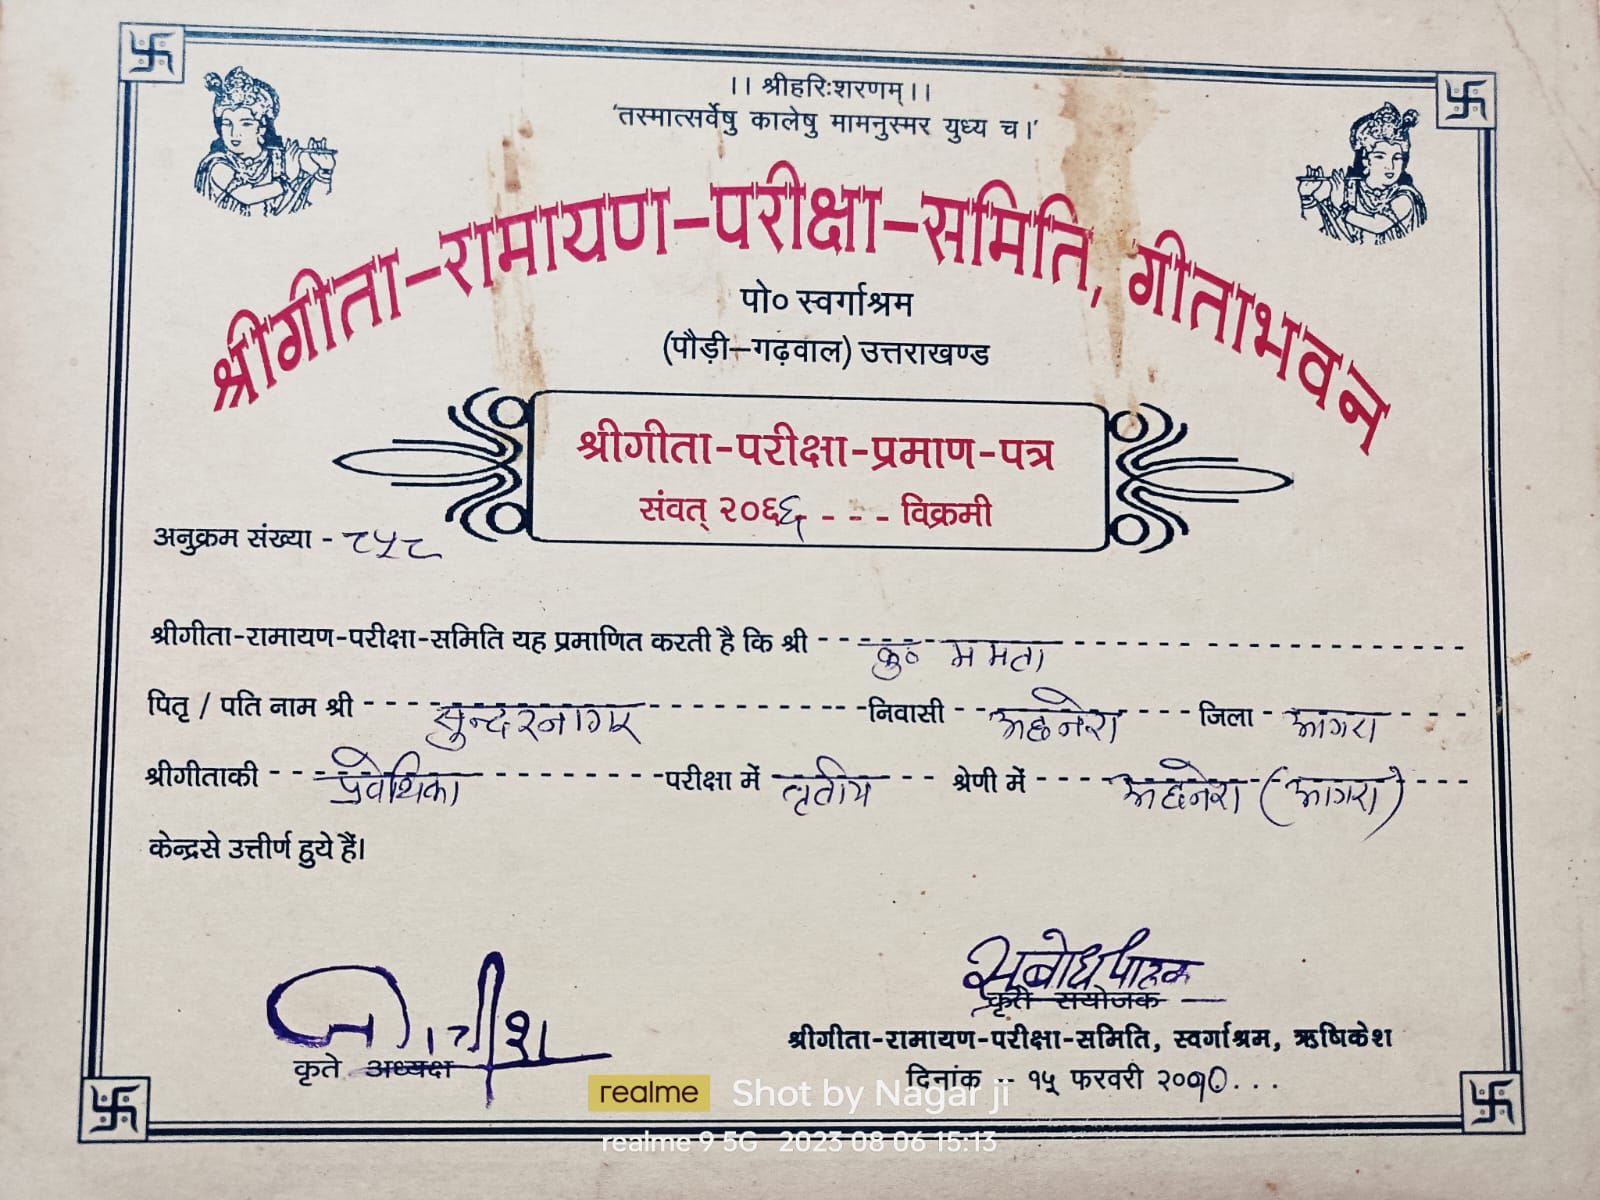 ।। श्रीहरिःशरणम् ।।
'तस्मात्सर्वेषु कालेषु मामनुस्मर युध्य च।'
श्रीगीता-रामायण-परीक्षा-समिति, गीताभवन
पो० स्वर्गाश्रम
(पौड़ी-गढ़वाल) उत्तराखण्ड
श्रीगीता-परीक्षा-प्रमाण-पत्र
संवत् २०६६ - - - विक्रमी
अनुक्रम संख्या - ८५८
श्रीगीता-रामायण-परीक्षा-समिति यह प्रमाणित करती है कि श्री कु० ममता
पितृ / पति नाम श्री सुन्दरनागर निवासी अछनेरा जिला आगरा
श्रीगीताकी प्रवेशिका परीक्षा में तृतीय श्रेणी में अछनेरा (आगरा)
केन्द्रसे उत्तीर्ण हुये हैं।
सुबोध पाठक
कृते संयोजक
कृते अध्यक्ष
श्रीगीता-रामायण-परीक्षा-समिति, स्वर्गाश्रम, ऋषिकेश
दिनांक - १५ फरवरी २०१०...
realme Shot by Nagar ji
realme 9 5G 2023 08 06 15:13